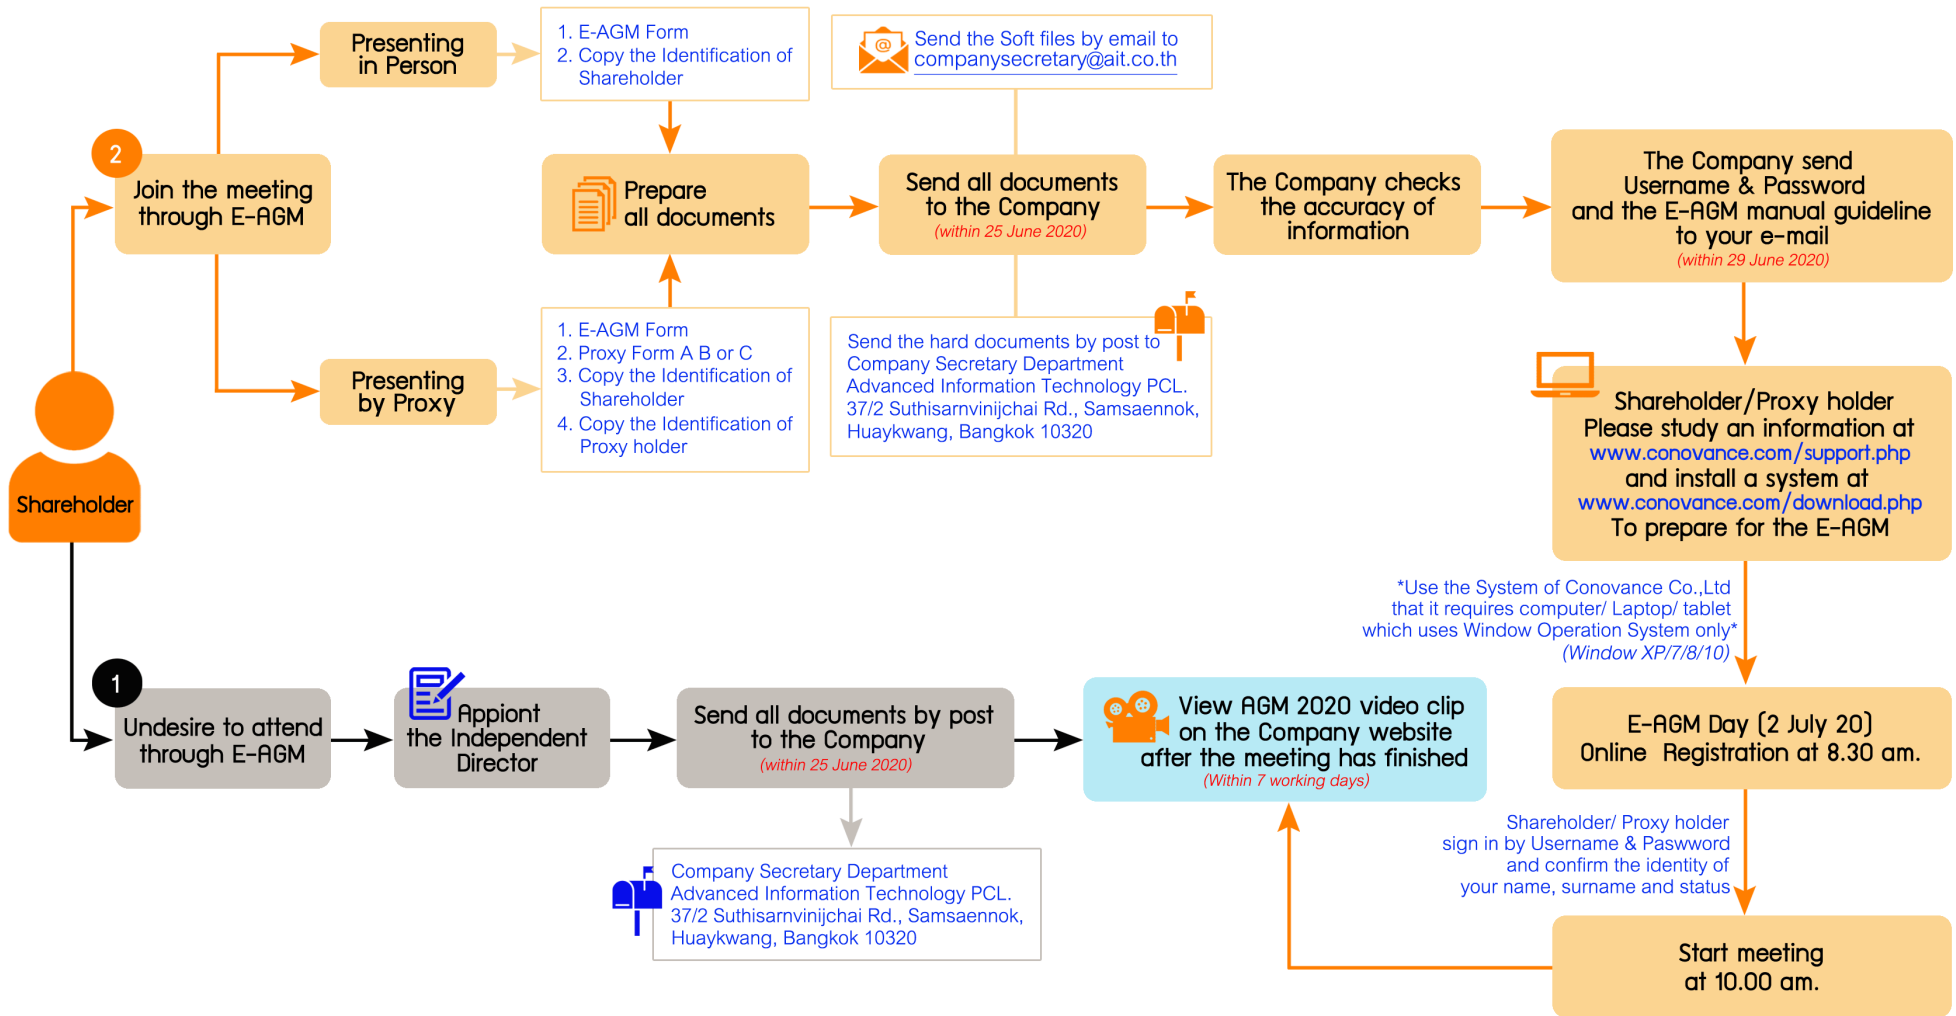 Presenting
in Person
1. E-AGM Form
2. Copy the Identification of
Shareholder
Send the Soft files by email to
companysecretary@ait.co.th
2
Join the meeting
through E-AGM
Prepare
all documents
Send all documents
to the Company
(within 25 June 2020)
The Company checks
the accuracy of
information
The Company send
Username & Password
and the E-AGM manual guideline
to your e-mail
(within 29 June 2020)
Presenting
by Proxy
1. E-AGM Form
2. Proxy Form A B or C
3. Copy the Identification of
Shareholder
4. Copy the Identification of
Proxy holder
Send the hard documents by post to
Company Secretary Department
Advanced Information Technology PCL.
37/2 Suthisarnvinijchai Rd., Samsaennok,
Huaykwang, Bangkok 10320
Shareholder/Proxy holder
Please study an information at
www.conovance.com/support.php
and install a system at
www.conovance.com/download.php
To prepare for the E-AGM
Shareholder
*Use the System of Conovance Co.,Ltd
that it requires computer/ Laptop/ tablet
which uses Window Operation System only*
(Window XP/7/8/10)
1
Undesire to attend
through E-AGM
Appiont
the Independent
Director
Send all documents by post
to the Company
(within 25 June 2020)
View AGM 2020 video clip
on the Company website
after the meeting has finished
(Within 7 working days)
E-AGM Day (2 July 20)
Online Registration at 8.30 am.
Shareholder/ Proxy holder
sign in by Username & Paswword
and confirm the identity of
your name, surname and status
Company Secretary Department
Advanced Information Technology PCL.
37/2 Suthisarnvinijchai Rd., Samsaennok,
Huaykwang, Bangkok 10320
Start meeting
at 10.00 am.